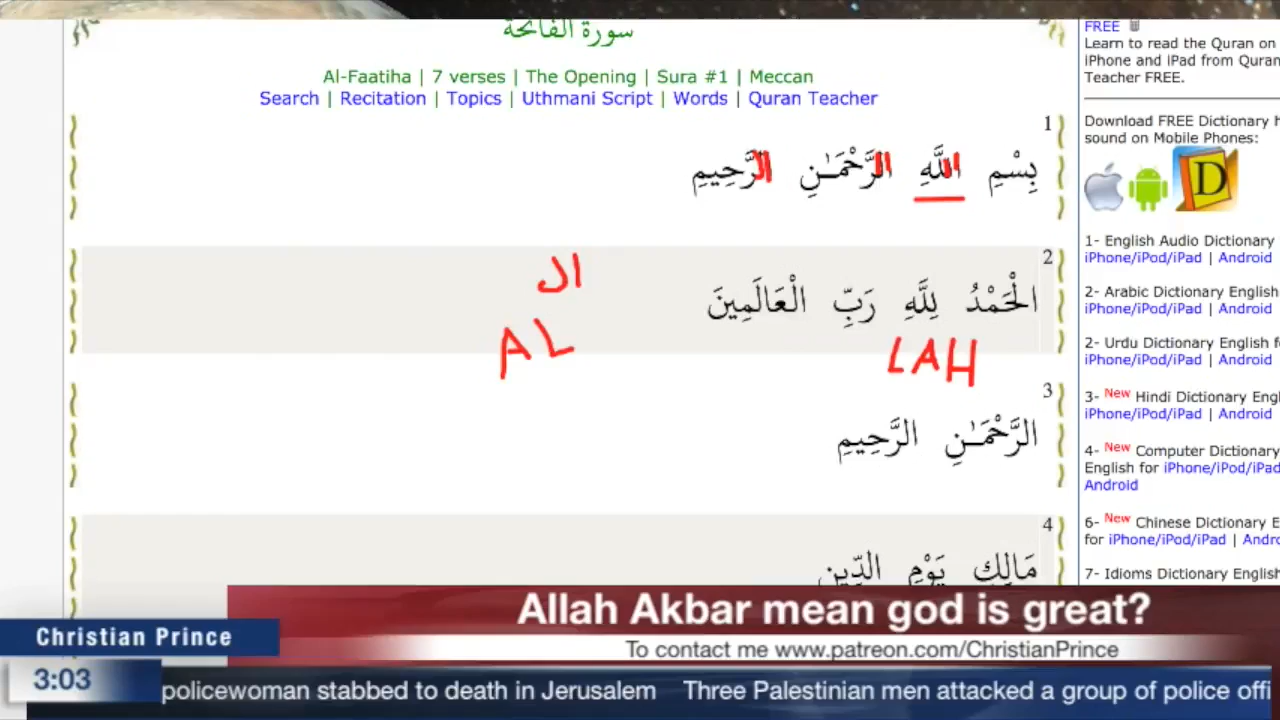 سورة الفاتحة
Al-Faatiha | 7 verses | The Opening | Sura #1 | Meccan
Search | Recitation | Topics | Uthmani Script | Words | Quran Teacher
1
بِسْمِ اللَّهِ الرَّحْمَـٰنِ الرَّحِيمِ
2
الْحَمْدُ لِلَّهِ رَبِّ الْعَالَمِينَ
ال
AL
LAH
3
الرَّحْمَـٰنِ الرَّحِيمِ
4
مَالِكِ يَوْمِ الدِّينِ
FREE
Learn to read the Quran on
iPhone and iPad from Quran
Teacher FREE.
Download FREE Dictionary
sound on Mobile Phones:
D
1- English Audio Dictionary
iPhone/iPod/iPad | Android
2- Arabic Dictionary English
iPhone/iPod/iPad | Android
2- Urdu Dictionary English
iPhone/iPod/iPad | Android
3- New Hindi Dictionary
iPhone/iPod/iPad | Android
4- New Computer Dictionary
English for iPhone/iPod/iPad
Android
6- New Chinese Dictionary
for iPhone/iPod/iPad |
7- Idioms Dictionary English
Allah Akbar mean god is great?
Christian Prince
To contact me www.patreon.com/ChristianPrince
3:03
policewoman stabbed to death in Jerusalem Three Palestinian men attacked a group of police offi